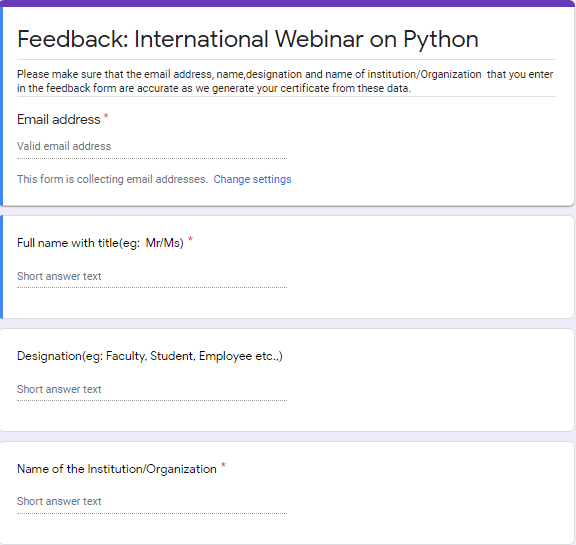 Feedback: International Webinar on Python
Please make sure that the email address, name,designation and name of institution/Organization that you enter
in the feedback form are accurate as we generate your certificate from these data.
Email address *
Valid email address
This form is collecting email addresses. Change settings
Full name with title(eg: Mr/Ms) *
Short answer text
Designation(eg: Faculty, Student, Employee etc..,)
Short answer text
Name of the Institution/Organization *
Short answer text